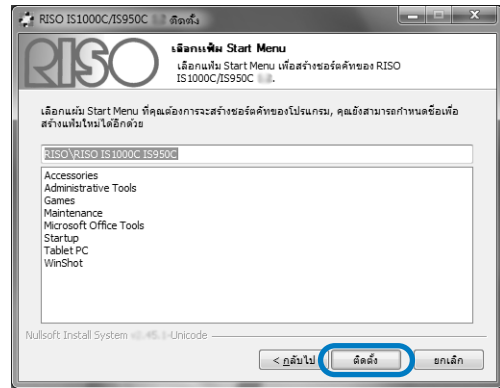 RISO IS1000C/IS950C ติดตั้ง
RISO
เลือกแฟ้ม Start Menu
เลือกแฟ้ม Start Menu เพื่อสร้างชอร์ตคัทของ RISO
IS1000C/IS950C
เลือกแผ้ม Start Menu ที่คุณต้องการจะสร้างชอร์ตคัทของโปรแกรม, คุณยังสามารถกำหนดชื่อเพื่อ
สร้างแฟ้มใหม่ได้อีกด้วย
RISO\RISO IS1000C IS950C
Accessories
Administrative Tools
Games
Maintenance
Microsoft Office Tools
Startup
Tablet PC
WinShot
Nullsoft Install System Unicode
< กลับไป
ติดตั้ง
ยกเลิก